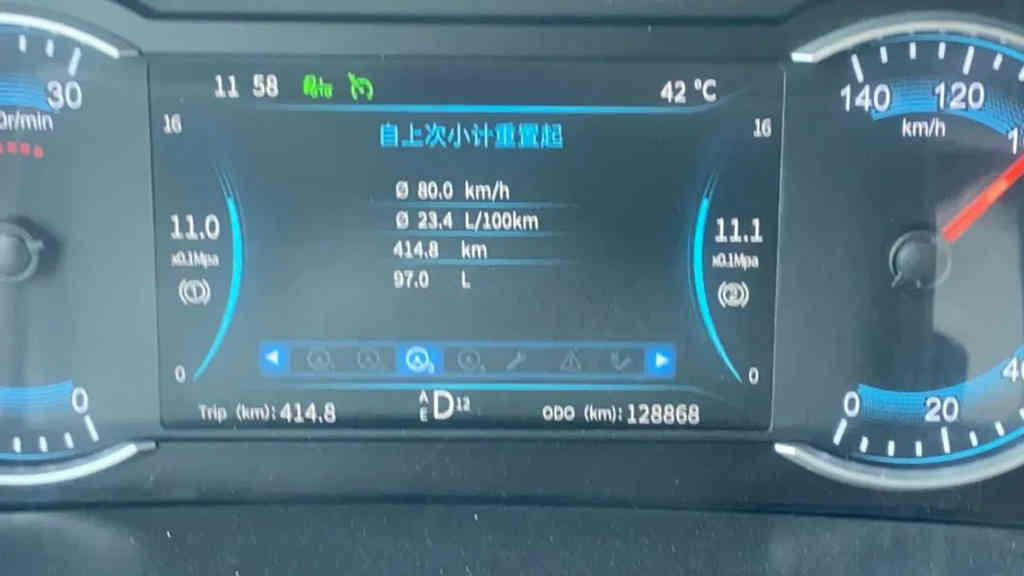 11 58
42 °C
30
140
120
km/h
16
自上次小计重置起
16
Ø 80.0 km/h
Ø 23.4 L/100km
414.8 km
97.0 L
11.0
x0.1Mpa
11.1
x0.1Mpa
0
0
Trip (km):414.8
A
E
D12
ODO (km):128868
0
0
20